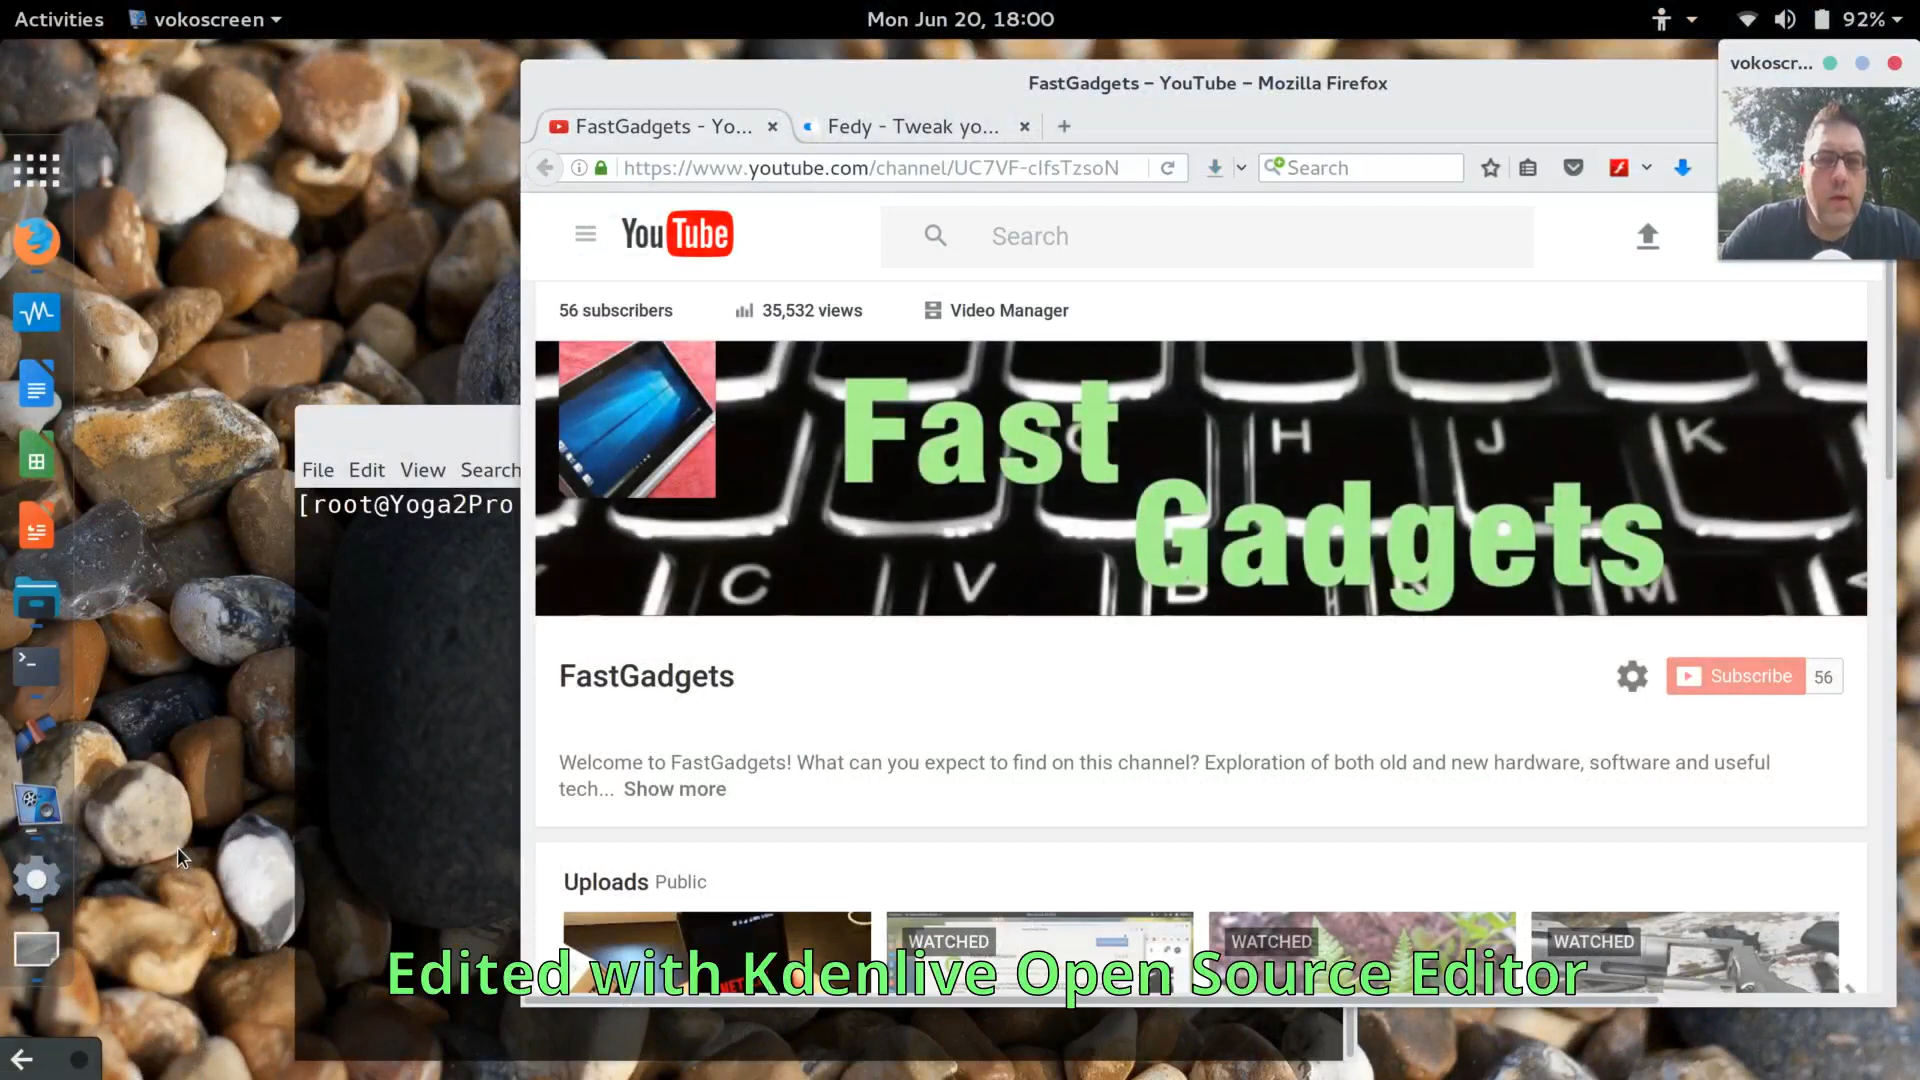 Activities
vokoscreen
Mon Jun 20, 18:00
92%
FastGadgets – YouTube – Mozilla Firefox
vokoscr...
FastGadgets - Yo...
Fedy - Tweak yo...
https://www.youtube.com/channel/UC7VF-cIfsTzsoN
Search
YouTube
Search
56 subscribers
35,532 views
Video Manager
Fast
Gadgets
H J K
C V B N M <
File Edit View Search
[root@Yoga2Pro
FastGadgets
Subscribe
56
Welcome to FastGadgets! What can you expect to find on this channel? Exploration of both old and new hardware, software and useful
tech... Show more
Uploads Public
WATCHED
WATCHED
WATCHED
Edited with Kdenlive Open Source Editor